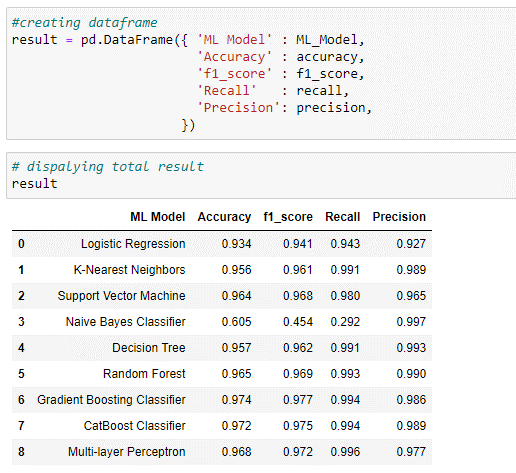 #creating dataframe
result = pd.DataFrame({ 'ML Model' : ML_Model,
'Accuracy' : accuracy,
'f1_score' : f1_score,
'Recall' : recall,
'Precision': precision,
})
# dispalying total result
result
ML Model Accuracy f1_score Recall Precision
0 Logistic Regression 0.934 0.941 0.943 0.927
1 K-Nearest Neighbors 0.956 0.961 0.991 0.989
2 Support Vector Machine 0.964 0.968 0.980 0.965
3 Naive Bayes Classifier 0.605 0.454 0.292 0.997
4 Decision Tree 0.957 0.962 0.991 0.993
5 Random Forest 0.965 0.969 0.993 0.990
6 Gradient Boosting Classifier 0.974 0.977 0.994 0.986
7 CatBoost Classifier 0.972 0.975 0.994 0.989
8 Multi-layer Perceptron 0.968 0.972 0.996 0.977